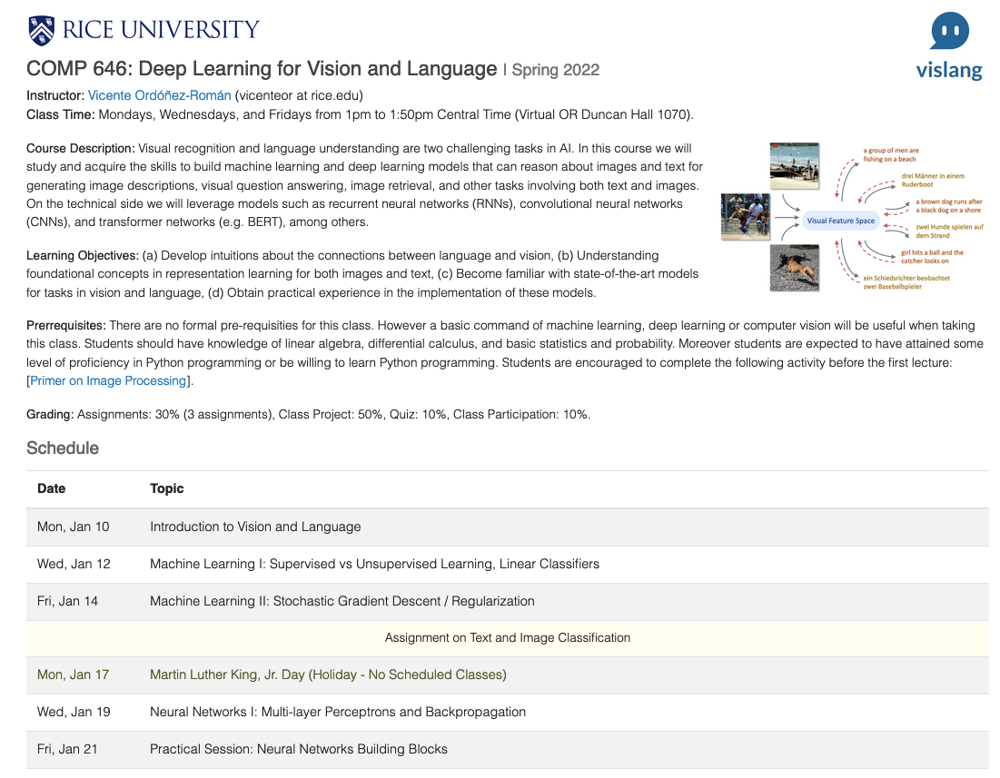 RICE UNIVERSITY
vislang
COMP 646: Deep Learning for Vision and Language | Spring 2022
Instructor: Vicente Ordóñez-Román (vicenteor at rice.edu)
Class Time: Mondays, Wednesdays, and Fridays from 1pm to 1:50pm Central Time (Virtual OR Duncan Hall 1070).
Course Description: Visual recognition and language understanding are two challenging tasks in AI. In this course we will
study and acquire the skills to build machine learning and deep learning models that can reason about images and text for
generating image descriptions, visual question answering, image retrieval, and other tasks involving both text and images.
On the technical side we will leverage models such as recurrent neural networks (RNNs), convolutional neural networks
(CNNs), and transformer networks (e.g. BERT), among others.
a group of men are
fishing on a beach
drei Männer in einem
Ruderboot
a brown dog runs after
a black dog on a shore
Visual Feature Space
zwei Hunde spielen auf
dem Strand
girl hits a ball and the
catcher looks on
ein Schiedsrichter beobachtet
zwei Baseballspieler
Learning Objectives: (a) Develop intuitions about the connections between language and vision, (b) Understanding
foundational concepts in representation learning for both images and text, (c) Become familiar with state-of-the-art models
for tasks in vision and language, (d) Obtain practical experience in the implementation of these models.
Prerrequisites: There are no formal pre-requisities for this class. However a basic command of machine learning, deep learning or computer vision will be useful when taking
this class. Students should have knowledge of linear algebra, differential calculus, and basic statistics and probability. Moreover students are expected to have attained some
level of proficiency in Python programming or be willing to learn Python programming. Students are encouraged to complete the following activity before the first lecture:
[Primer on Image Processing].
Grading: Assignments: 30% (3 assignments), Class Project: 50%, Quiz: 10%, Class Participation: 10%.
Schedule
Date Topic
Mon, Jan 10 Introduction to Vision and Language
Wed, Jan 12 Machine Learning I: Supervised vs Unsupervised Learning, Linear Classifiers
Fri, Jan 14 Machine Learning II: Stochastic Gradient Descent / Regularization
Assignment on Text and Image Classification
Mon, Jan 17 Martin Luther King, Jr. Day (Holiday - No Scheduled Classes)
Wed, Jan 19 Neural Networks I: Multi-layer Perceptrons and Backpropagation
Fri, Jan 21 Practical Session: Neural Networks Building Blocks